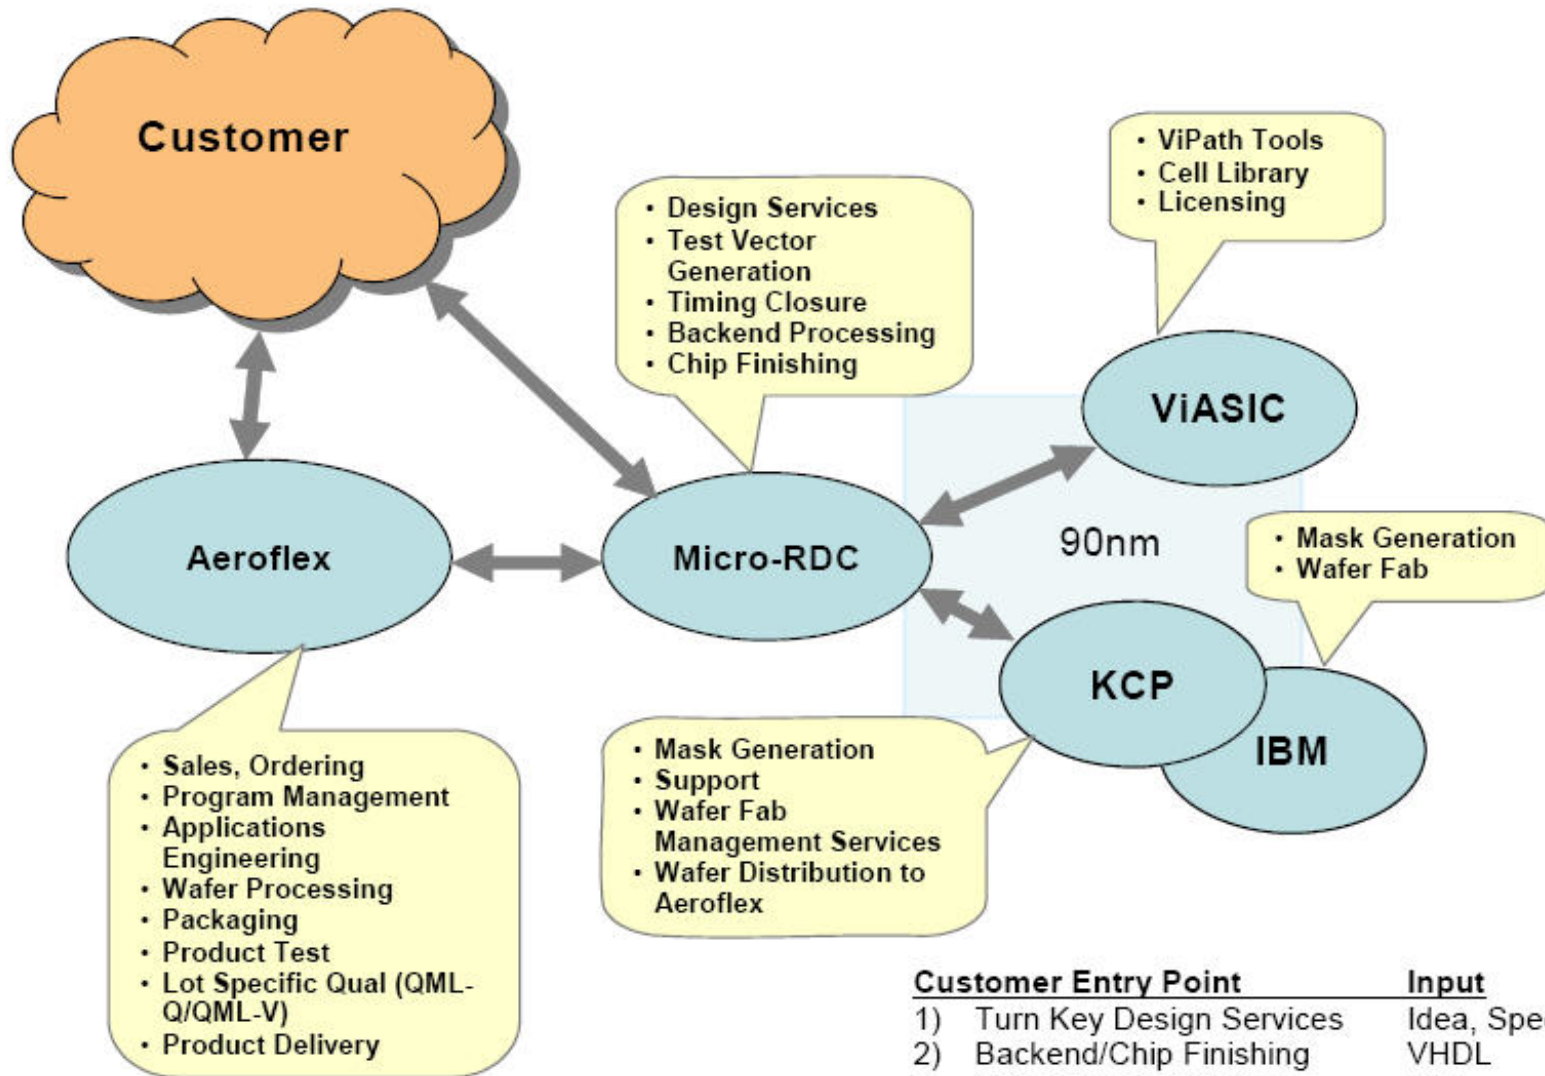 Customer
• ViPath Tools
• Cell Library
• Licensing
• Design Services
• Test Vector
Generation
• Timing Closure
• Backend Processing
• Chip Finishing
ViASIC
Aeroflex
Micro-RDC
90nm
• Mask Generation
• Wafer Fab
KCP
IBM
• Sales, Ordering
• Program Management
• Applications
Engineering
• Wafer Processing
• Packaging
• Product Test
• Lot Specific Qual (QML-
Q/QML-V)
• Product Delivery
• Mask Generation
• Support
• Wafer Fab
Management Services
• Wafer Distribution to
Aeroflex
Customer Entry Point Input
1) Turn Key Design Services Idea,
2) Backend/Chip Finishing VHDL